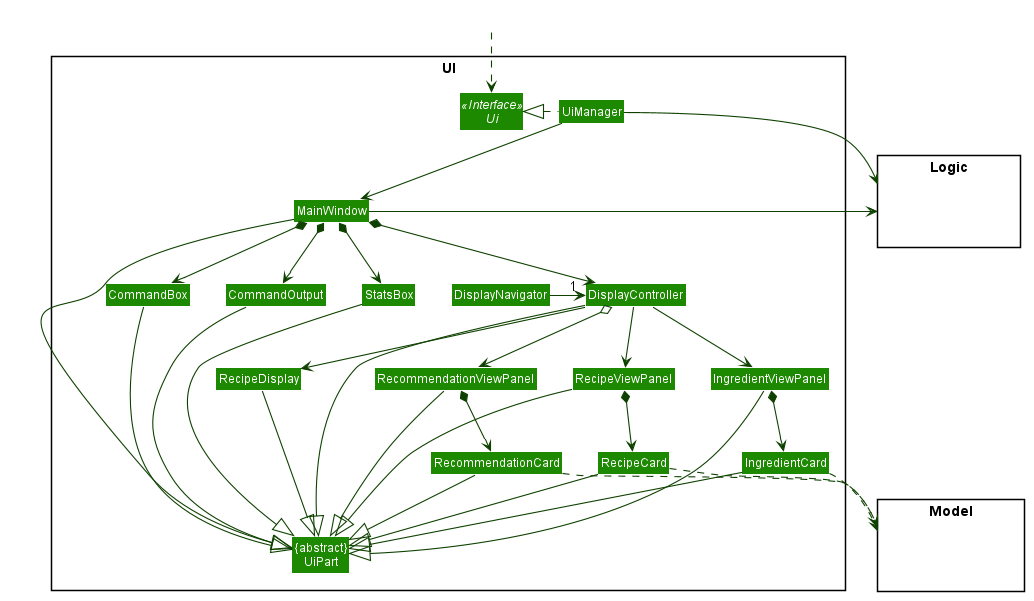 UI
«Interface»
Ui
UiManager
Logic
MainWindow
1
CommandBox
CommandOutput
StatsBox
DisplayNavigator
DisplayController
RecipeDisplay
RecommendationViewPanel
RecipeViewPanel
IngredientViewPanel
RecommendationCard
RecipeCard
IngredientCard
Model
{abstract}
UiPart